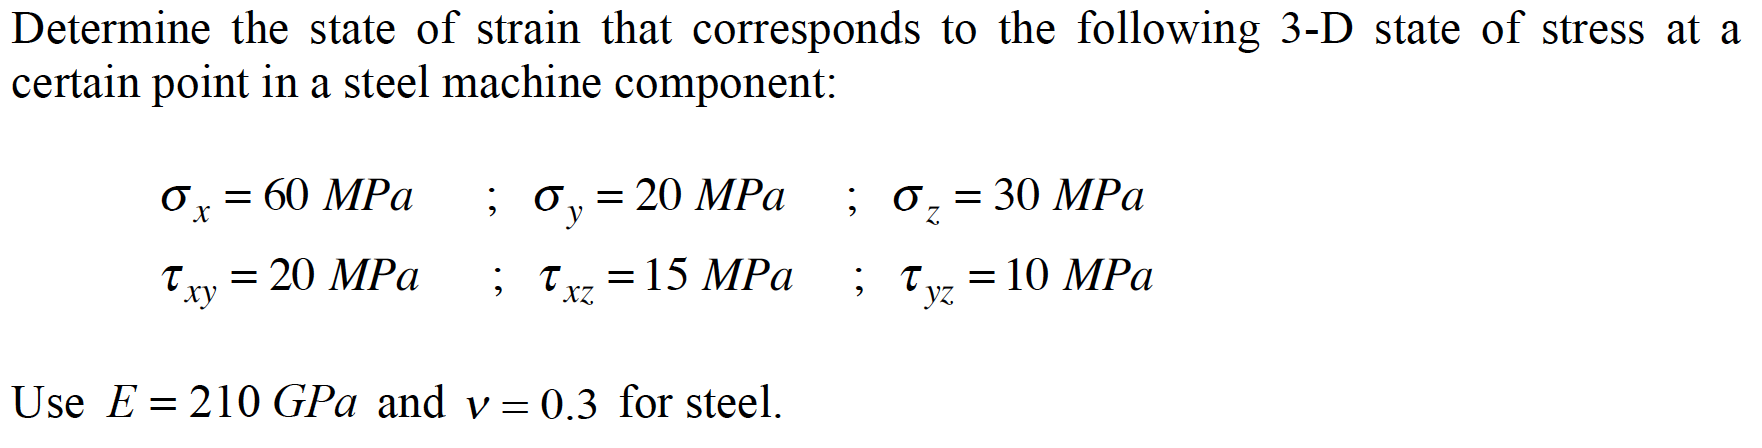 Determine the state of strain that corresponds to the following 3-D state of stress at a
certain point in a steel machine component:
σx = 60 MPa ; σy = 20 MPa ; σz = 30 MPa
τxy = 20 MPa ; τxz = 15 MPa ; τyz = 10 MPa
Use E = 210 GPa and ν = 0.3 for steel.